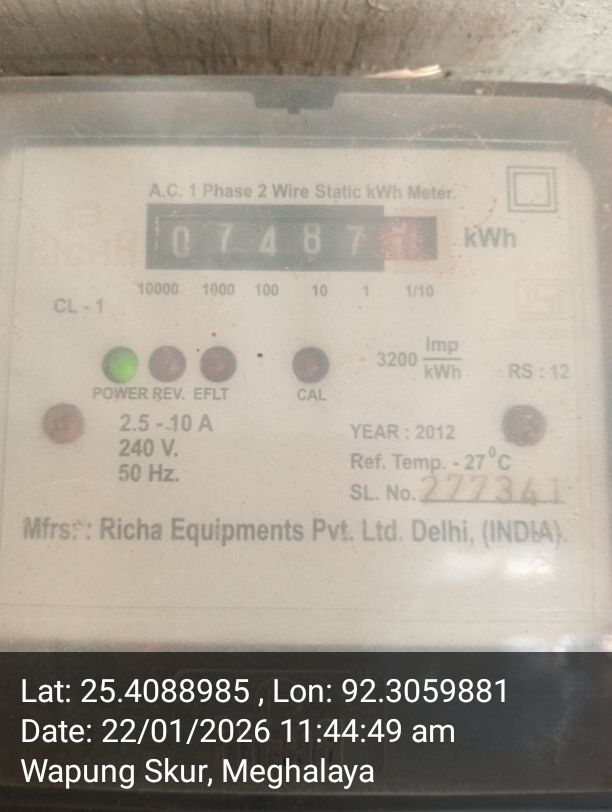 A.C. 1 Phase 2 Wire Static kWh Meter.
0 7 4 8 7 kWh
10000 1000 100 10 1 1/10
CL - 1
3200 Imp/kWh
RS : 12
POWER REV. EFLT CAL
2.5 - 10 A
240 V.
50 Hz.
YEAR : 2012
Ref. Temp. - 27°C
SL. No. 277341
Mfrs. : Richa Equipments Pvt. Ltd. Delhi, (INDIA).
Lat: 25.4088985 , Lon: 92.3059881
Date: 22/01/2026 11:44:49 am
Wapung Skur, Meghalaya